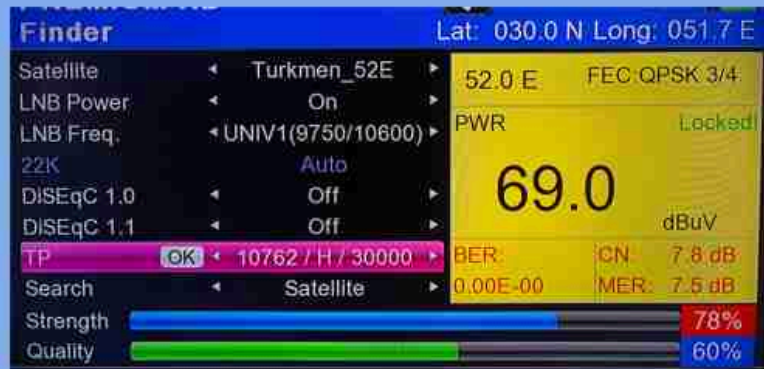 Finder
Lat: 030.0 N Long: 051.7 E
Satellite Turkmen_52E
LNB Power On
LNB Freq. UNIV1(9750/10600)
22K Auto
DiSEqC 1.0 Off
DiSEqC 1.1 Off
TP OK 10762 / H / 30000
Search Satellite
52.0 E FEC:QPSK 3/4
PWR Locked!
69.0
dBuV
BER: CN: 7.8 dB
0.00E-00 MER: 7.5 dB
Strength 78%
Quality 60%